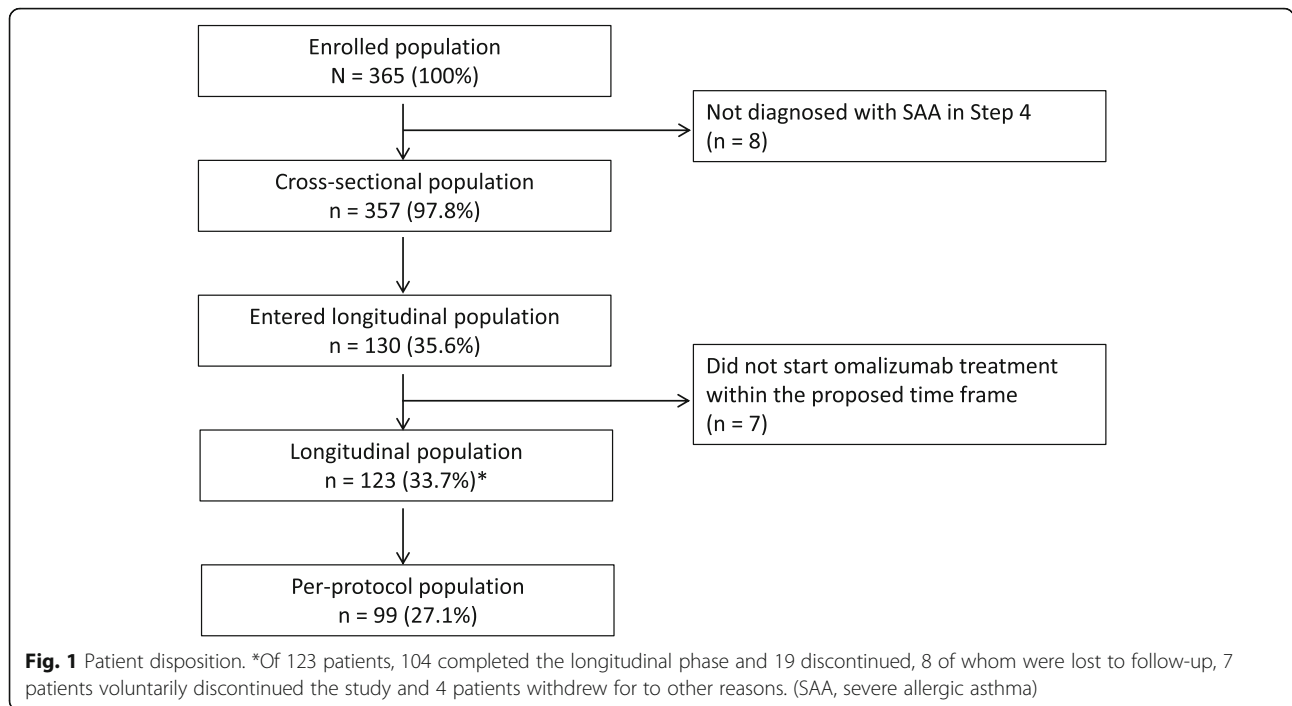 Enrolled population
N = 365 (100%)
Not diagnosed with SAA in Step 4
(n = 8)
Cross-sectional population
n = 357 (97.8%)
Entered longitudinal population
n = 130 (35.6%)
Did not start omalizumab treatment
within the proposed time frame
(n = 7)
Longitudinal population
n = 123 (33.7%)*
Per-protocol population
n = 99 (27.1%)
Fig. 1 Patient disposition. *Of 123 patients, 104 completed the longitudinal phase and 19 discontinued, 8 of whom were lost to follow-up, 7
patients voluntarily discontinued the study and 4 patients withdrew for to other reasons. (SAA, severe allergic asthma)